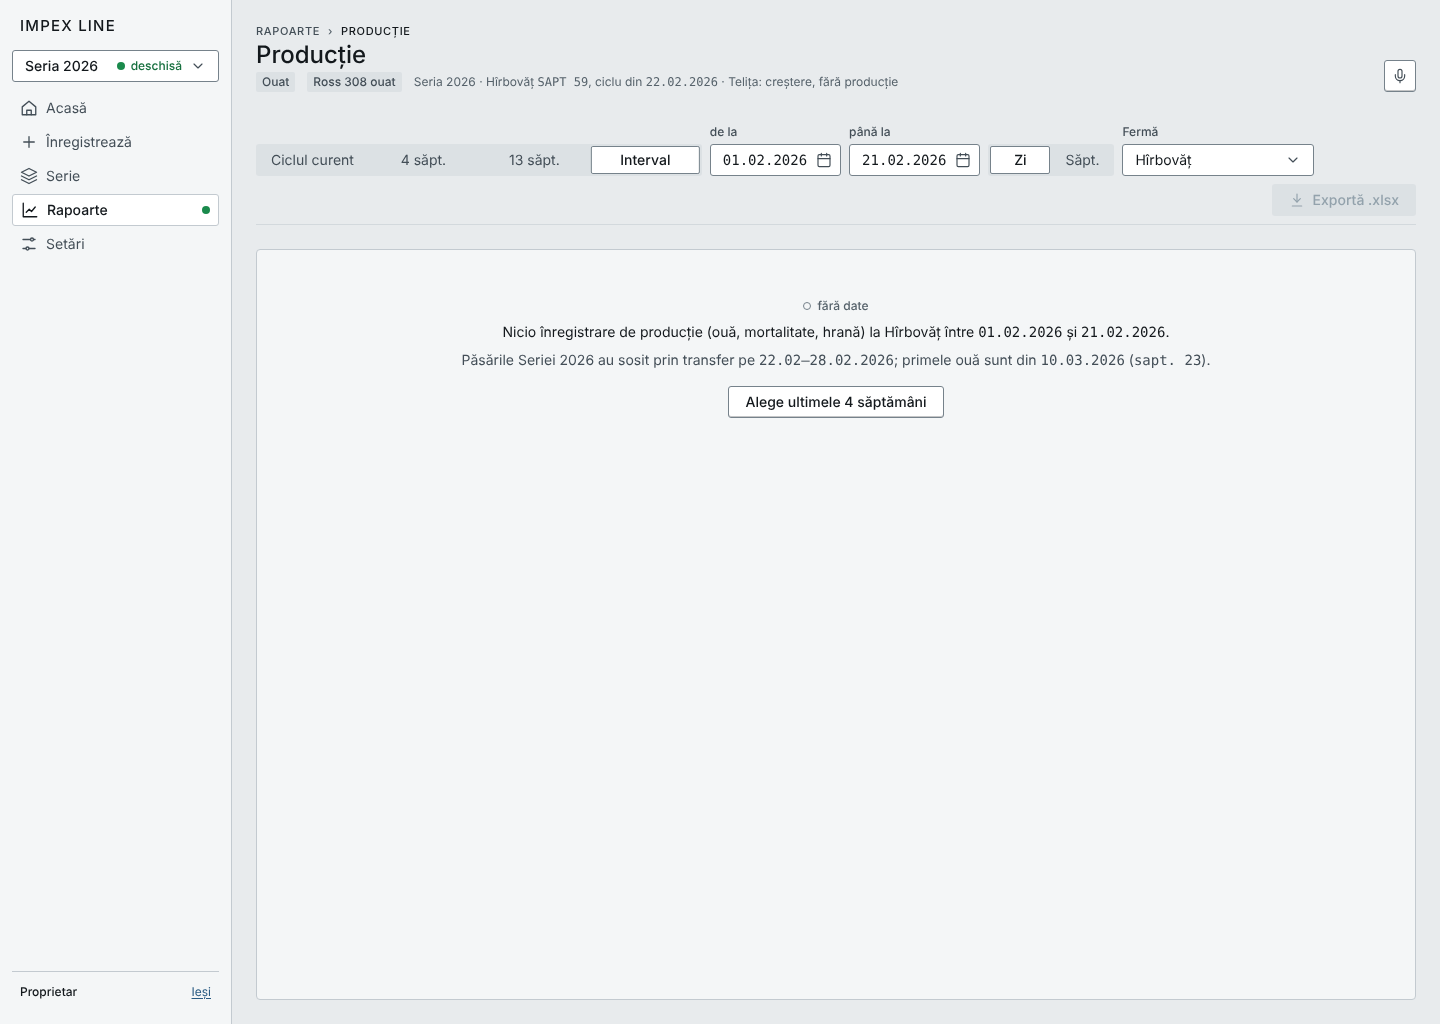 IMPEX LINE
Seria 2026 deschisă
Acasă
Înregistrează
Serie
Rapoarte
Setări
Proprietar Ieși
RAPOARTE › PRODUCȚIE
Producție
Ouat Ross 308 ouat Seria 2026 · Hîrbovăț SAPT 59, ciclu din 22.02.2026 · Telița: creștere, fără producție
de la până la Fermă
Ciclul curent 4 săpt. 13 săpt. Interval 01.02.2026 21.02.2026 Zi Săpt. Hîrbovăț
Exportă .xlsx
fără date
Nicio înregistrare de producție (ouă, mortalitate, hrană) la Hîrbovăț între 01.02.2026 și 21.02.2026.
Păsările Seriei 2026 au sosit prin transfer pe 22.02–28.02.2026; primele ouă sunt din 10.03.2026 (sapt. 23).
Alege ultimele 4 săptămâni